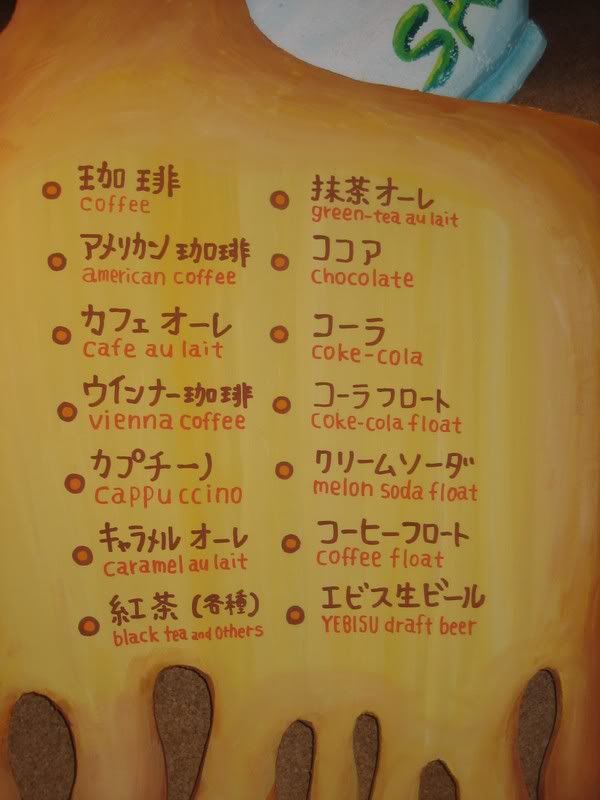 SA
珈琲
coffee
アメリカン珈琲
american coffee
カフェオーレ
cafe au lait
ウインナー珈琲
vienna coffee
カプチーノ
cappuccino
キャラメルオーレ
caramel au lait
紅茶(各種)
black tea and others
抹茶オーレ
green-tea au lait
ココア
chocolate
コーラ
coke-cola
コーラフロート
coke-cola float
クリームソーダ
melon soda float
コーヒーフロート
coffee float
エビス生ビール
YEBISU draft beer